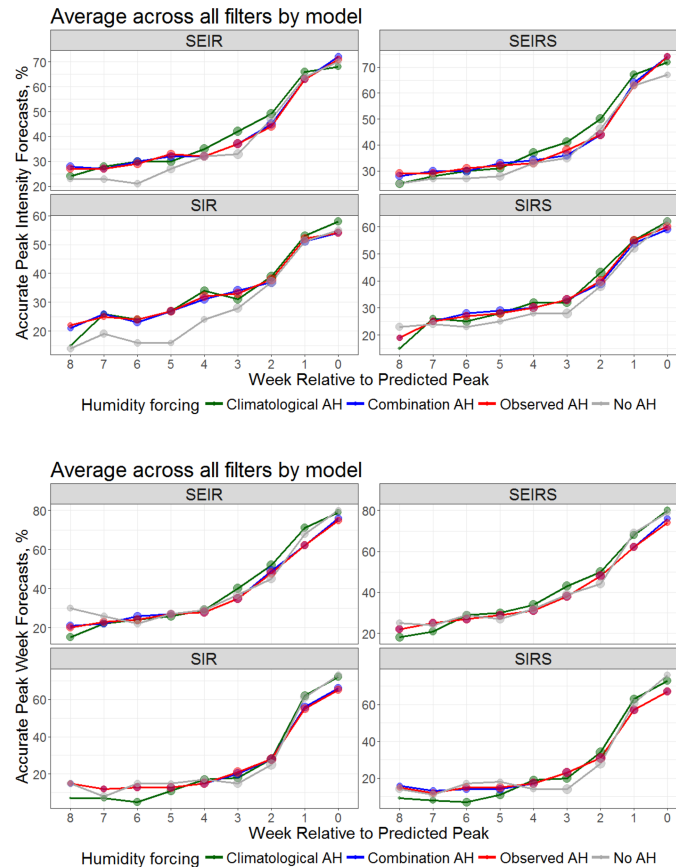 Average across all filters by model
SEIR
SEIRS
Accurate Peak Intensity Forecasts, %
70
60
50
40
30
20
70
60
50
40
30
SIR
SIRS
60
50
40
30
20
60
50
40
30
20
8 7 6 5 4 3 2 1 0
8 7 6 5 4 3 2 1 0
Week Relative to Predicted Peak
Humidity forcing Climatological AH Combination AH Observed AH No AH
Average across all filters by model
SEIR
SEIRS
Accurate Peak Week Forecasts, %
80
60
40
20
80
60
40
20
SIR
SIRS
60
40
20
80
60
40
20
8 7 6 5 4 3 2 1 0
8 7 6 5 4 3 2 1 0
Week Relative to Predicted Peak
Humidity forcing Climatological AH Combination AH Observed AH No AH